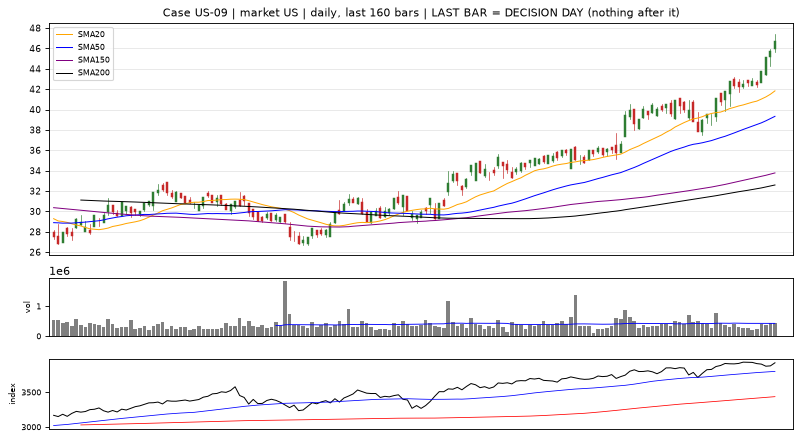 Case US-09 | market US | daily, last 160 bars | LAST BAR = DECISION DAY (nothing after it)
SMA20
SMA50
SMA150
SMA200
48
46
44
42
40
38
36
34
32
30
28
26
1e6
vol
1
0
index
3500
3000